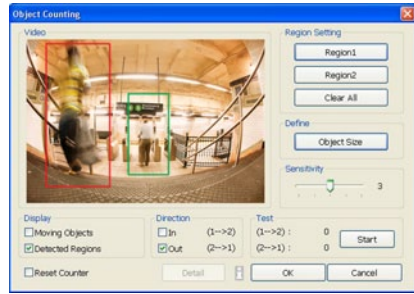 Object Counting
Video
Region Setting
Region1
Region2
Clear All
Define
Object Size
Sensitivity
3
Display
Moving Objects
Detected Regions
Direction
In (1-->2)
Out (2-->1)
Test
(1-->2) : 0
(2-->1) : 0
Start
Reset Counter
Detail
OK
Cancel